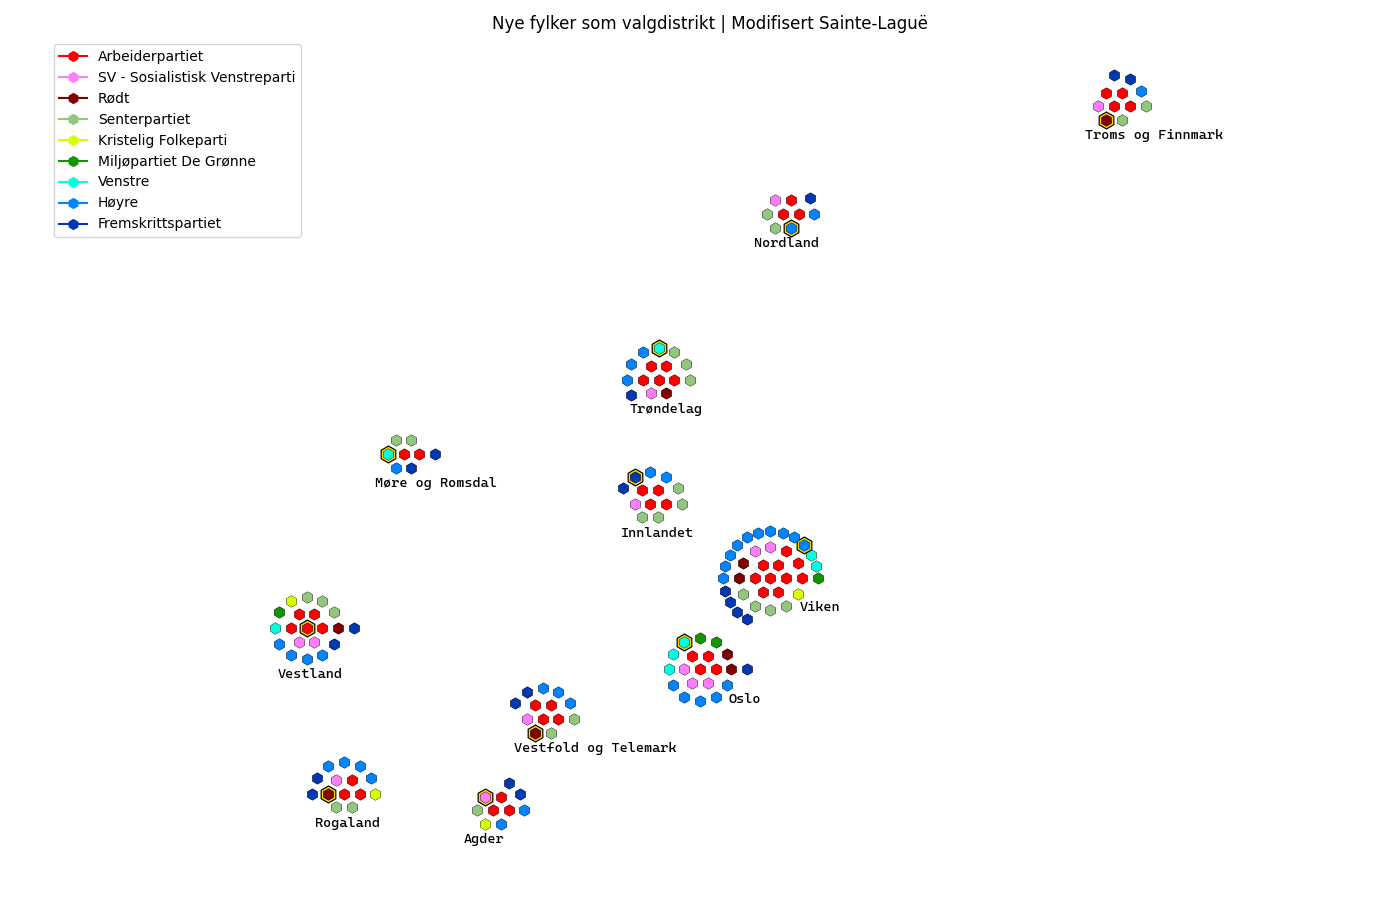 Nye fylker som valgdistrikt | Modifisert Sainte-Laguë
Arbeiderpartiet
SV - Sosialistisk Venstreparti
Rødt
Senterpartiet
Kristelig Folkeparti
Miljøpartiet De Grønne
Venstre
Høyre
Fremskrittspartiet
Troms og Finnmark
Nordland
Trøndelag
Møre og Romsdal
Innlandet
Viken
Vestland
Oslo
Vestfold og Telemark
Rogaland
Agder